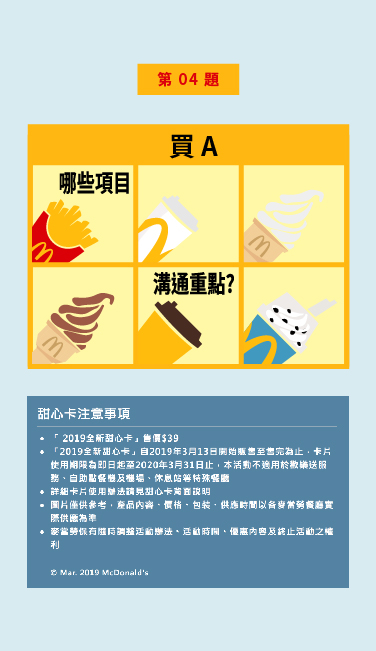 第 04 題
買 A
哪些項目
溝通重點?
甜心卡注意事項
• 「 2019全新甜心卡」售價$39
• 「2019全新甜心卡」自2019年3月13日開始販售至售完為止，卡片
使用期限為即日起至2020年3月31日止，本活動不適用於歡樂送服
務、自助點餐機及機場、休息站等特殊餐廳
• 詳細卡片使用辦法請見甜心卡背面說明
• 圖片僅供參考，產品內容、價格、包裝、供應時間以各麥當勞餐廳實
際供應為準
• 麥當勞保有隨時調整活動辦法、活動時間、優惠內容及終止活動之權
利
© Mar. 2019 McDonald's